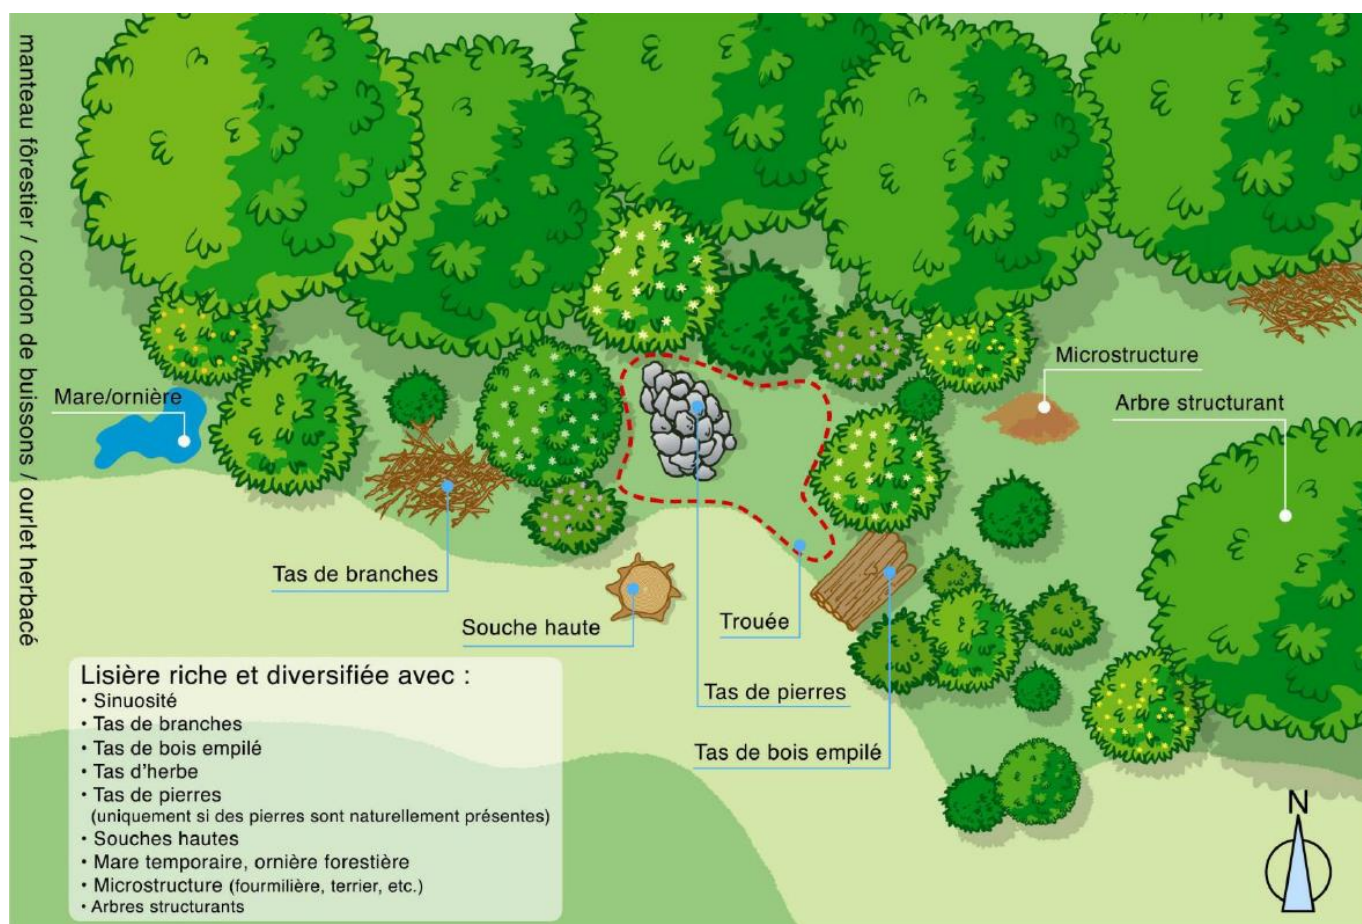 manteau fôrestier / cordon de buissons / ourlet herbacé
Microstructure
Mare/ornière
Arbre structurant
Tas de branches
Souche haute
Trouée
Tas de pierres
Tas de bois empilé
Lisière riche et diversifiée avec :
• Sinuosité
• Tas de branches
• Tas de bois empilé
• Tas d'herbe
• Tas de pierres
(uniquement si des pierres sont naturellement présentes)
• Souches hautes
• Mare temporaire, ornière forestière
• Microstructure (fourmilière, terrier, etc.)
• Arbres structurants
N